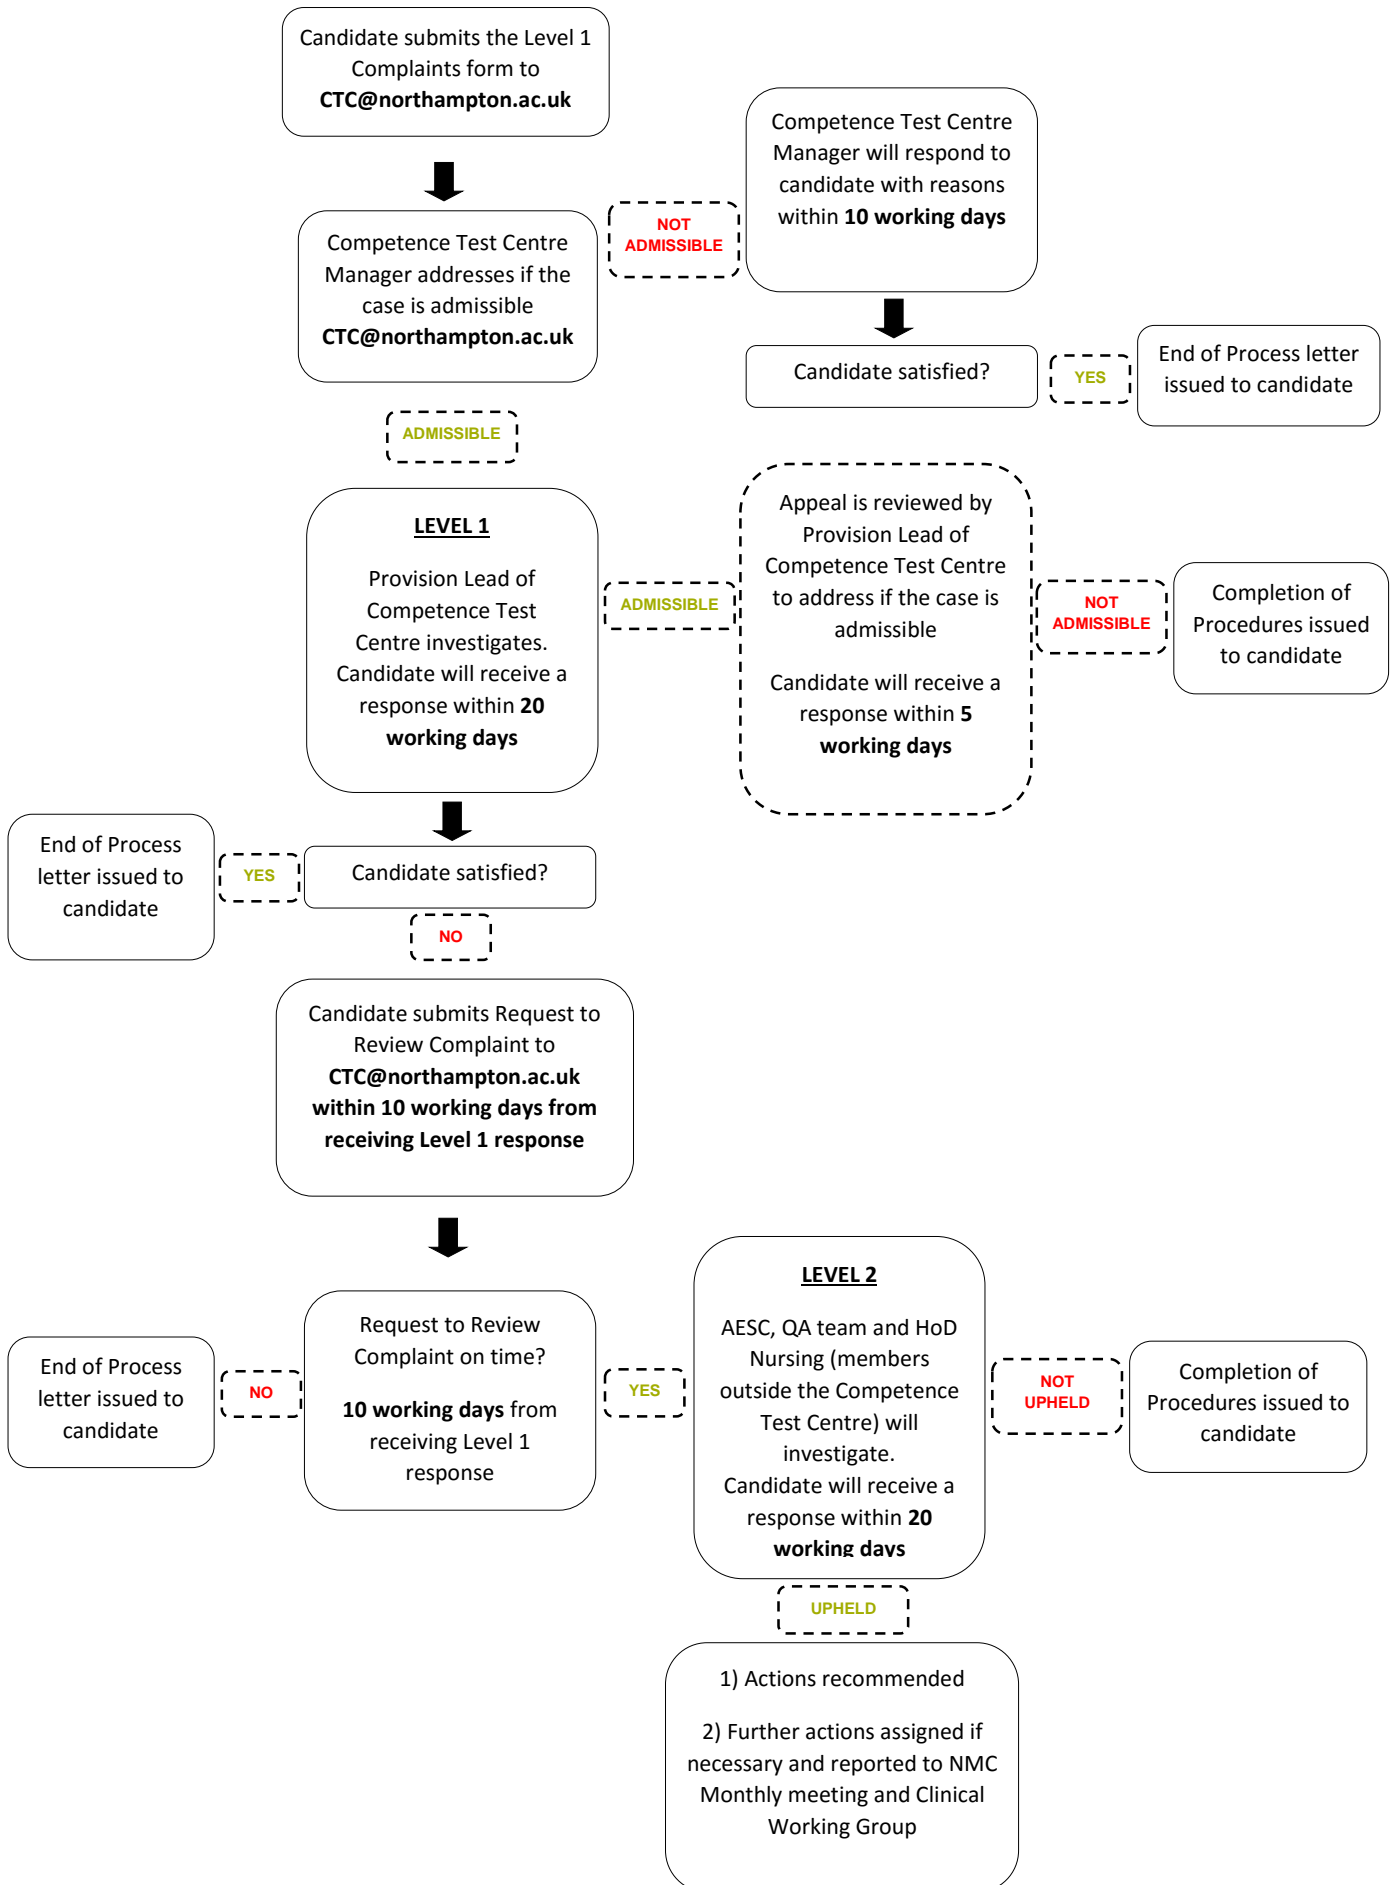 Candidate submits the Level 1
Complaints form to
CTC@northampton.ac.uk
Competence Test Centre
Manager will respond to
candidate with reasons
within 10 working days
NOT
ADMISSIBLE
Competence Test Centre
Manager addresses if the
case is admissible
CTC@northampton.ac.uk
Candidate satisfied?
YES
End of Process letter
issued to candidate
ADMISSIBLE
LEVEL 1
Provision Lead of
Competence Test
Centre investigates.
Candidate will receive a
response within 20
working days
ADMISSIBLE
Appeal is reviewed by
Provision Lead of
Competence Test Centre
to address if the case is
admissible
Candidate will receive a
response within 5
working days
NOT
ADMISSIBLE
Completion of
Procedures issued
to candidate
End of Process
letter issued to
candidate
YES
Candidate satisfied?
NO
Candidate submits Request to
Review Complaint to
CTC@northampton.ac.uk
within 10 working days from
receiving Level 1 response
End of Process
letter issued to
candidate
NO
Request to Review
Complaint on time?
10 working days from
receiving Level 1
response
YES
LEVEL 2
AESC, QA team and HoD
Nursing (members
outside the Competence
Test Centre) will
investigate.
Candidate will receive a
response within 20
working days
NOT
UPHELD
Completion of
Procedures issued to
candidate
UPHELD
1) Actions recommended
2) Further actions assigned if
necessary and reported to NMC
Monthly meeting and Clinical
Working Group